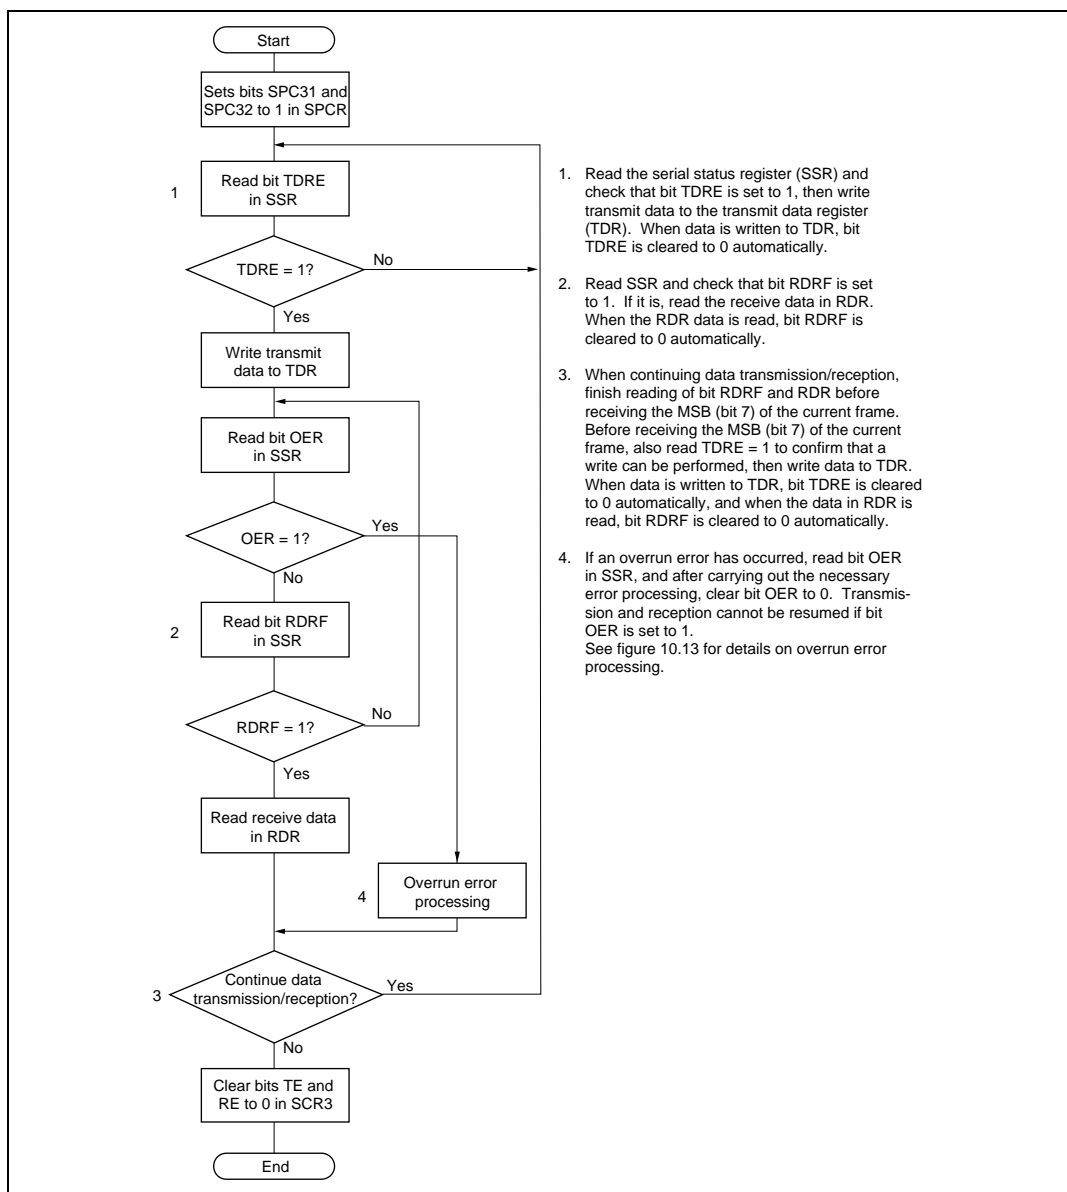 Start
Sets bits SPC31 and
SPC32 to 1 in SPCR
1
Read bit TDRE
in SSR
TDRE = 1?
No
Yes
Write transmit
data to TDR
Read bit OER
in SSR
OER = 1?
Yes
No
2
Read bit RDRF
in SSR
RDRF = 1?
No
Yes
Read receive data
in RDR
4
Overrun error
processing
3
Continue data
transmission/reception?
Yes
No
Clear bits TE and
RE to 0 in SCR3
End
1. Read the serial status register (SSR) and
check that bit TDRE is set to 1, then write
transmit data to the transmit data register
(TDR). When data is written to TDR, bit
TDRE is cleared to 0 automatically.
2. Read SSR and check that bit RDRF is set
to 1. If it is, read the receive data in RDR.
When the RDR data is read, bit RDRF is
cleared to 0 automatically.
3. When continuing data transmission/reception,
finish reading of bit RDRF and RDR before
receiving the MSB (bit 7) of the current frame.
Before receiving the MSB (bit 7) of the current
frame, also read TDRE = 1 to confirm that a
write can be performed, then write data to TDR.
When data is written to TDR, bit TDRE is cleared
to 0 automatically, and when the data in RDR is
read, bit RDRF is cleared to 0 automatically.
4. If an overrun error has occurred, read bit OER
in SSR, and after carrying out the necessary
error processing, clear bit OER to 0. Transmis-
sion and reception cannot be resumed if bit
OER is set to 1.
See figure 10.13 for details on overrun error
processing.